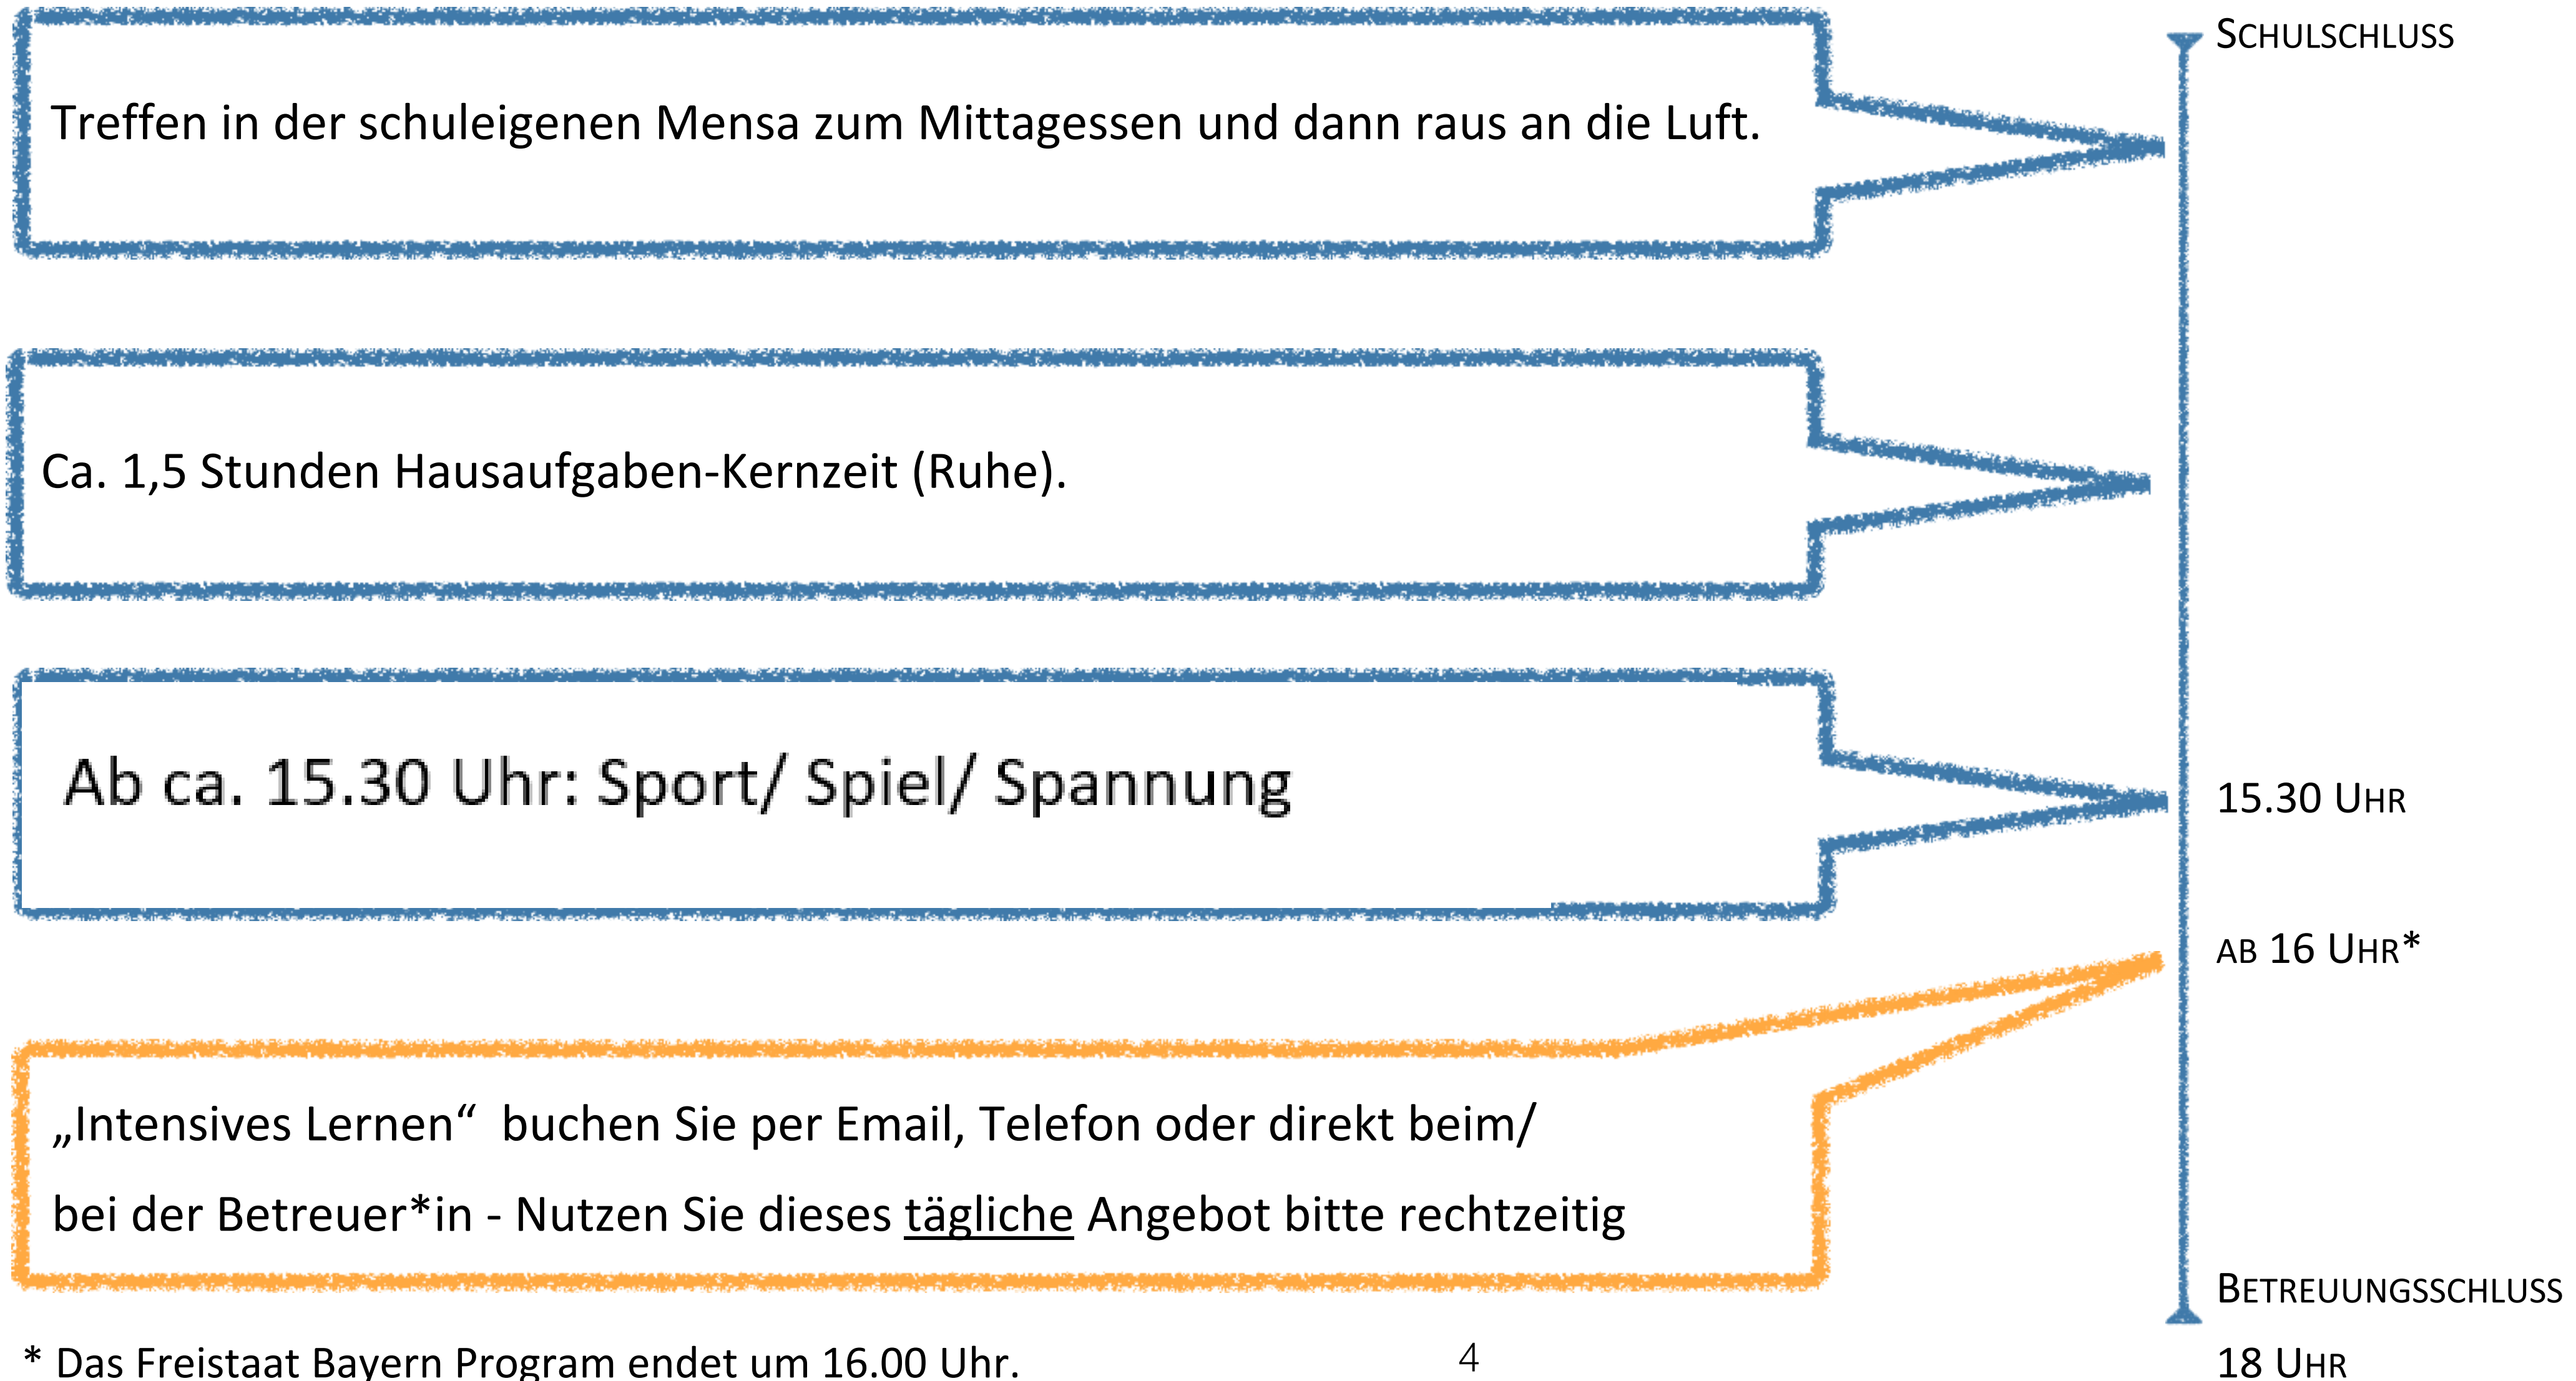 SCHULSCHLUSS
Treffen in der schuleigenen Mensa zum Mittagessen und dann raus an die Luft.
Ca. 1,5 Stunden Hausaufgaben-Kernzeit (Ruhe).
Ab ca. 15.30 Uhr: Sport/ Spiel/ Spannung
15.30 UHR
AB 16 UHR*
„Intensives Lernen“ buchen Sie per Email, Telefon oder direkt beim/
bei der Betreuer*in - Nutzen Sie dieses tägliche Angebot bitte rechtzeitig
BETREUUNGSSCHLUSS
18 UHR
* Das Freistaat Bayern Program endet um 16.00 Uhr.
4